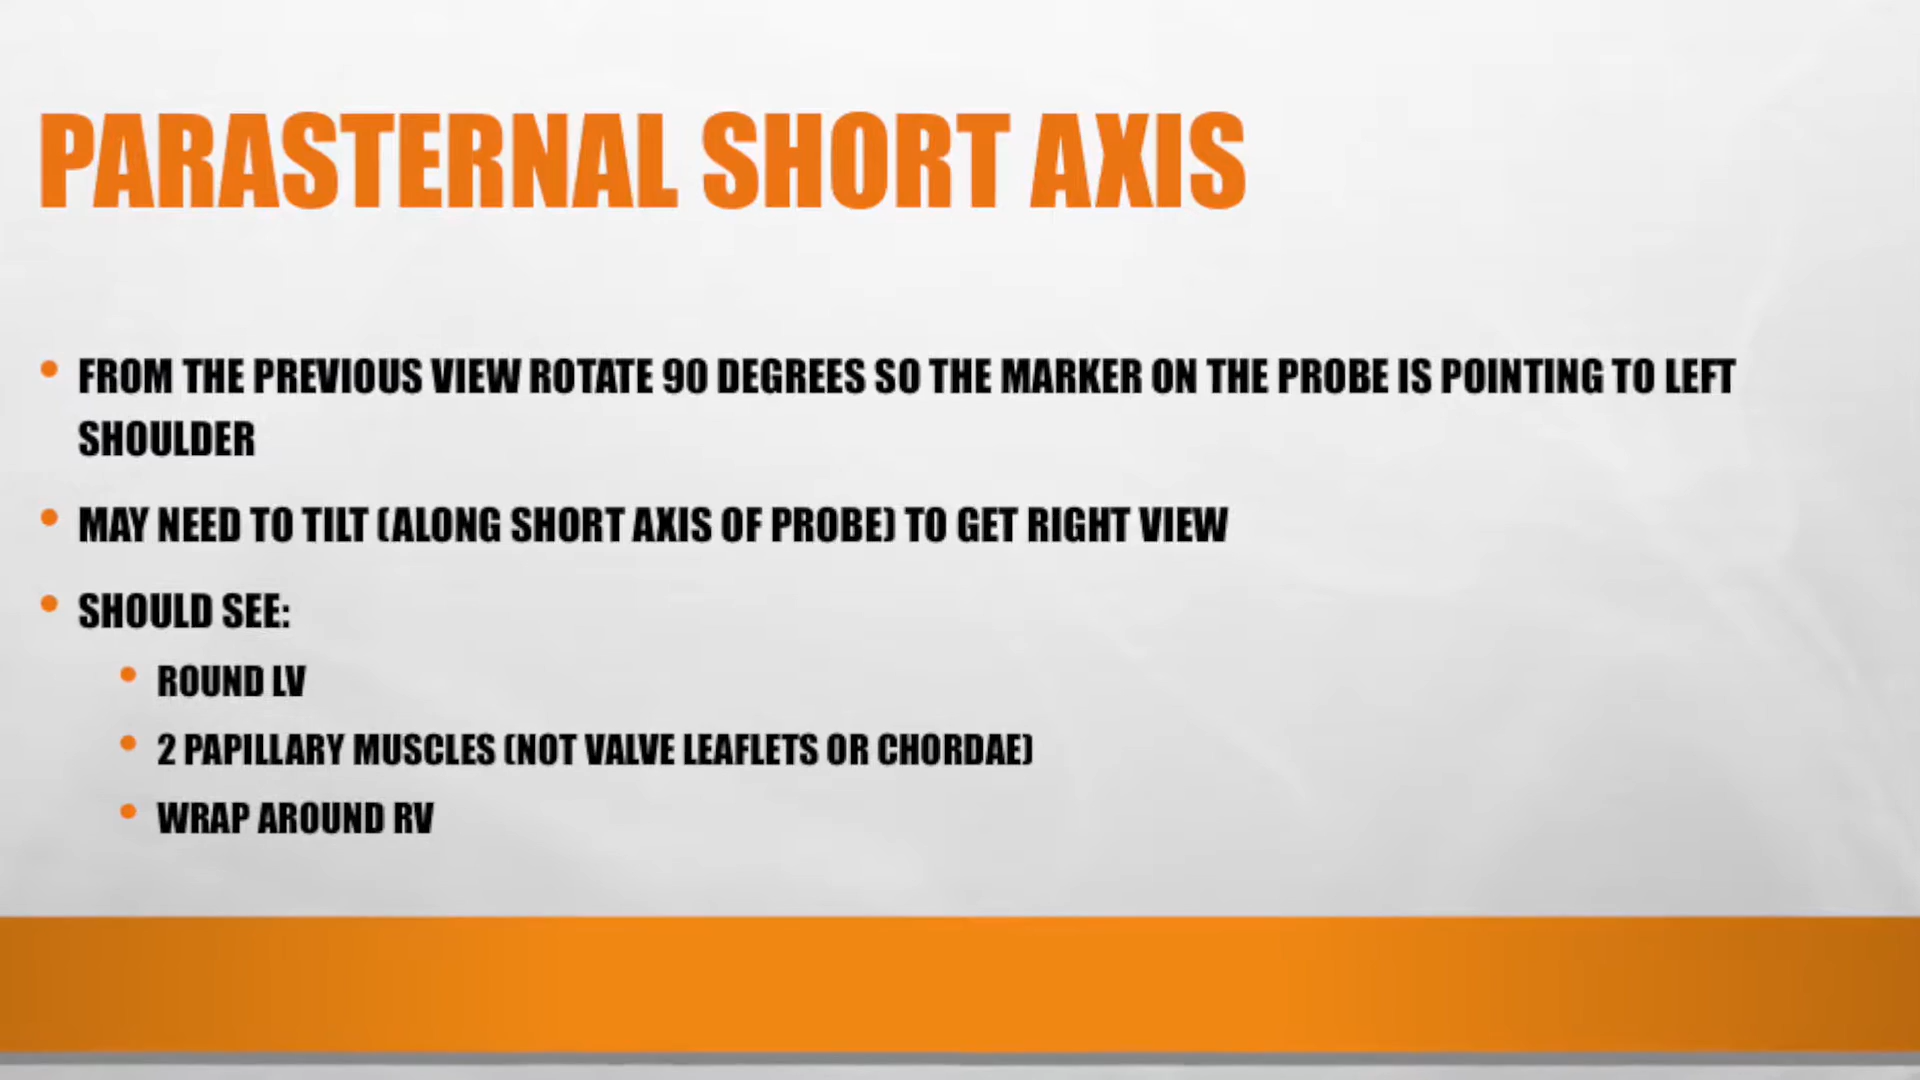 PARASTERNAL SHORT AXIS
• FROM THE PREVIOUS VIEW ROTATE 90 DEGREES SO THE MARKER ON THE PROBE IS POINTING TO LEFT
SHOULDER
• MAY NEED TO TILT (ALONG SHORT AXIS OF PROBE) TO GET RIGHT VIEW
• SHOULD SEE:
• ROUND LV
• 2 PAPILLARY MUSCLES (NOT VALVE LEAFLETS OR CHORDAE)
• WRAP AROUND RV